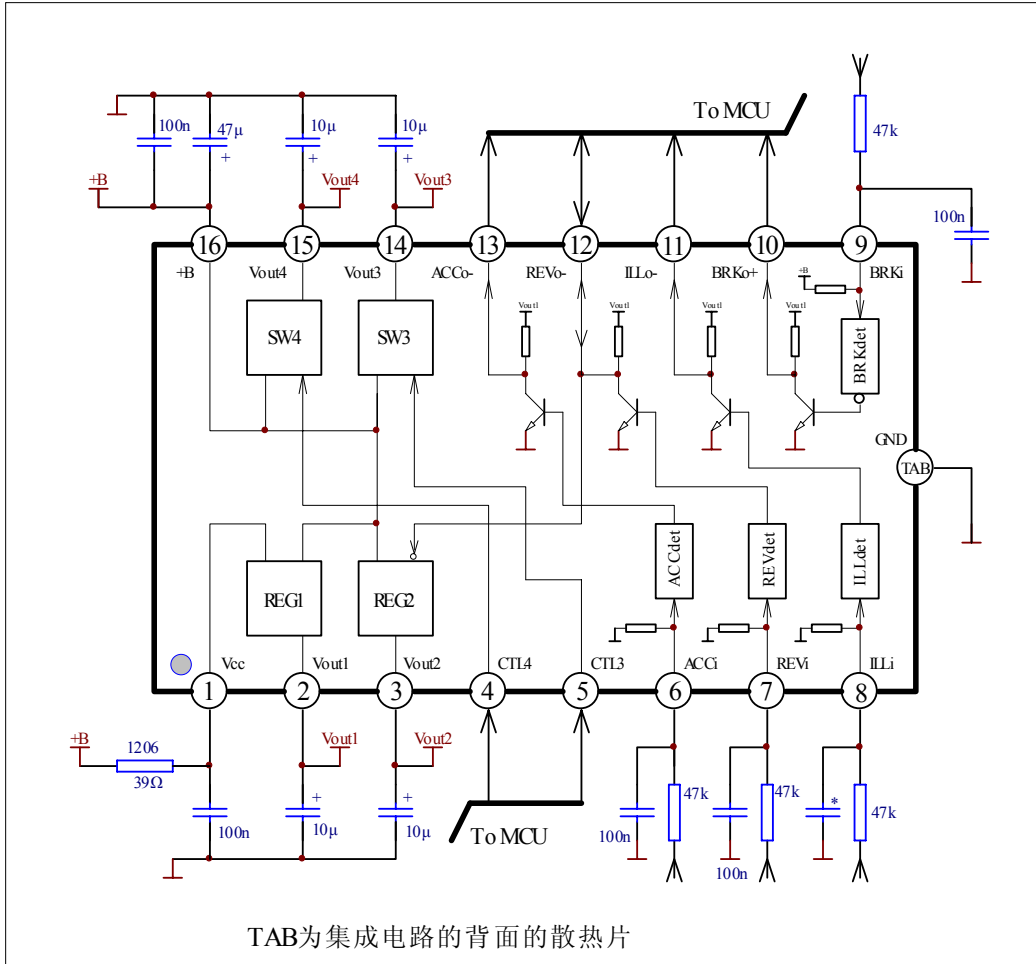 To MCU
47k
100n
47μ
10μ
10μ
+
+
+
+B
Vout4
Vout3
100n
16
15
14
13
12
11
10
9
+B
Vout4
Vout3
ACCo-
REVo-
ILLo-
BRKo+
BRKi
+B
Vout1
Vout1
Vout1
Vout1
SW4
SW3
BRKdet
GND
TAB
ACCdet
REVdet
ILLdet
REG1
REG2
Vcc
Vout1
Vout2
CTL4
CTL3
ACCi
REVi
ILLi
1
2
3
4
5
6
7
8
+B
1206
39Ω
Vout1
Vout2
+
+
100n
10μ
10μ
To MCU
47k
100n
47k
100n
*
47k
TAB为集成电路的背面的散热片